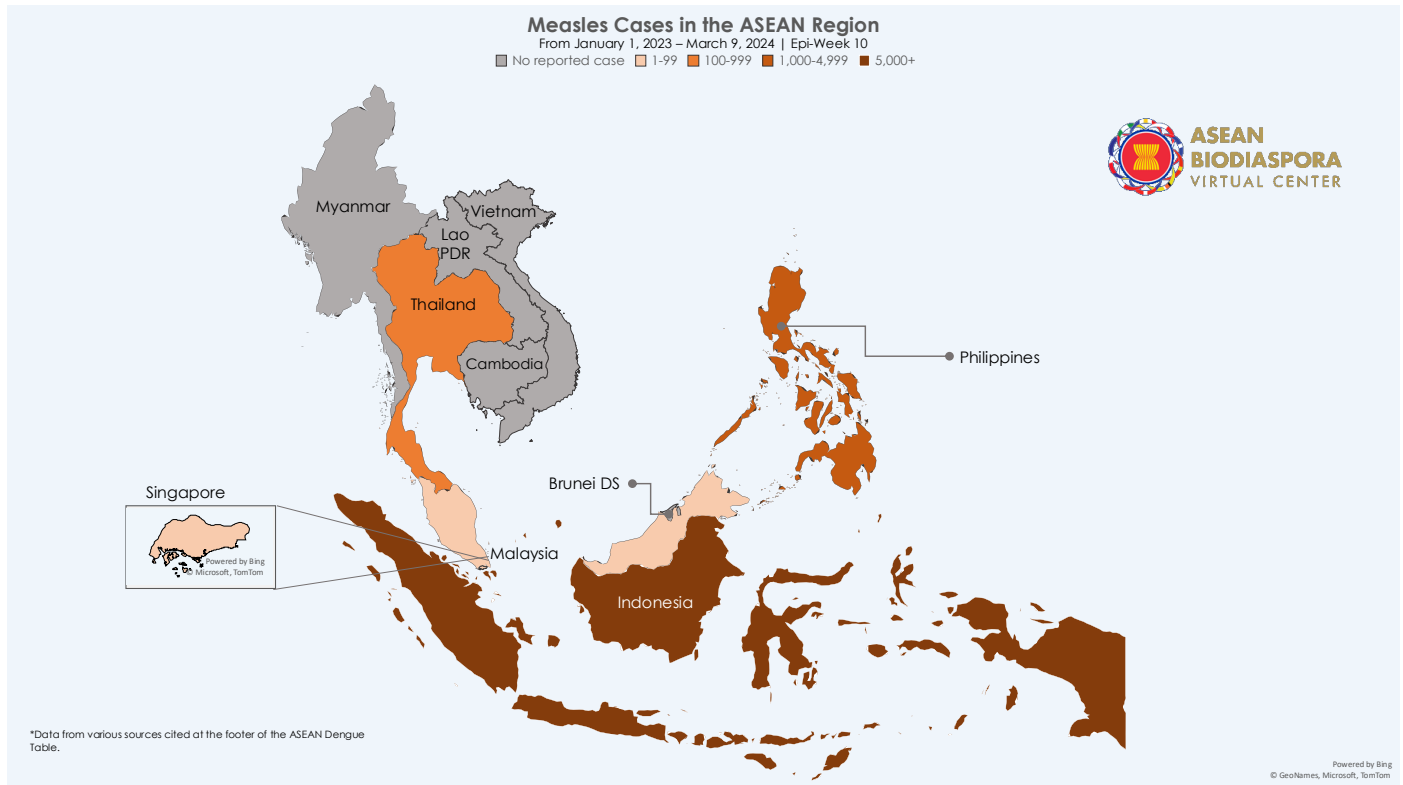 Measles Cases in the ASEAN Region
From January 1, 2023 – March 9, 2024 | Epi-Week 10
No reported case 1-99 100-999 1,000-4,999 5,000+
ASEAN
BIODIASPORA
VIRTUAL CENTER
Myanmar
Vietnam
Lao
PDR
Thailand
Cambodia
Philippines
Brunei DS
Singapore
Powered by Bing
© Microsoft, TomTom
Malaysia
Indonesia
*Data from various sources cited at the footer of the ASEAN Dengue
Table.
Powered by Bing
© GeoNames, Microsoft, TomTom